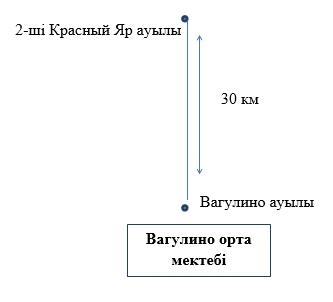 2-ші Красный Яр ауылы
30 км
Вагулино ауылы
Вагулино орта
мектебі